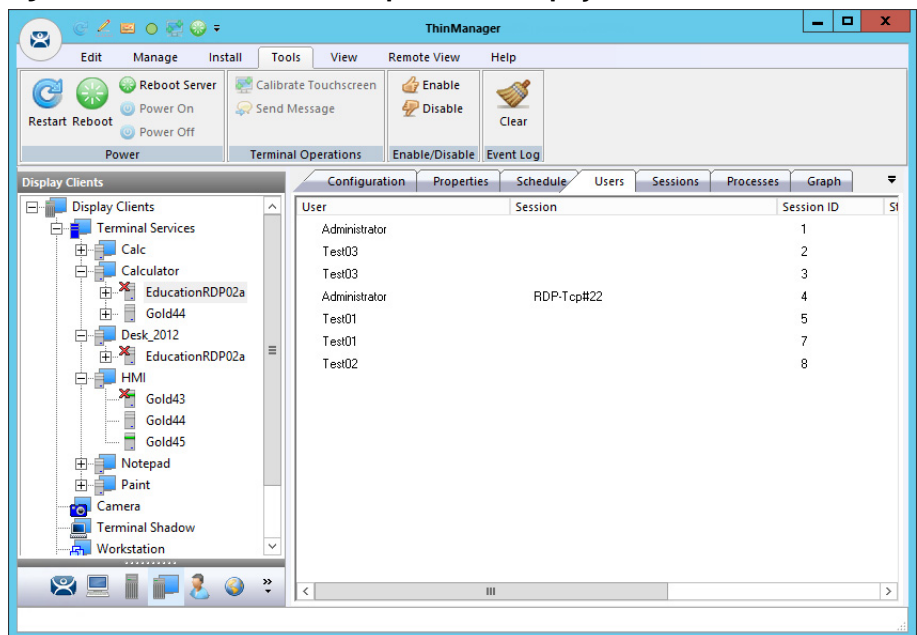 ThinManager
Edit Manage Install Tools View Remote View Help
Restart Reboot
Reboot Server
Power On
Power Off
Power
Calibrate Touchscreen
Send Message
Terminal Operations
Enable
Disable
Enable/Disable
Clear
Event Log
Display Clients
Display Clients
Terminal Services
Calc
Calculator
EducationRDP02a
Gold44
Desk_2012
EducationRDP02a
HMI
Gold43
Gold44
Gold45
Notepad
Paint
Camera
Terminal Shadow
Workstation
Configuration Properties Schedule Users Sessions Processes Graph
User Session Session ID
Administrator 1
Test03 2
Test03 3
Administrator RDP-Tcp#22 4
Test01 5
Test01 7
Test02 8